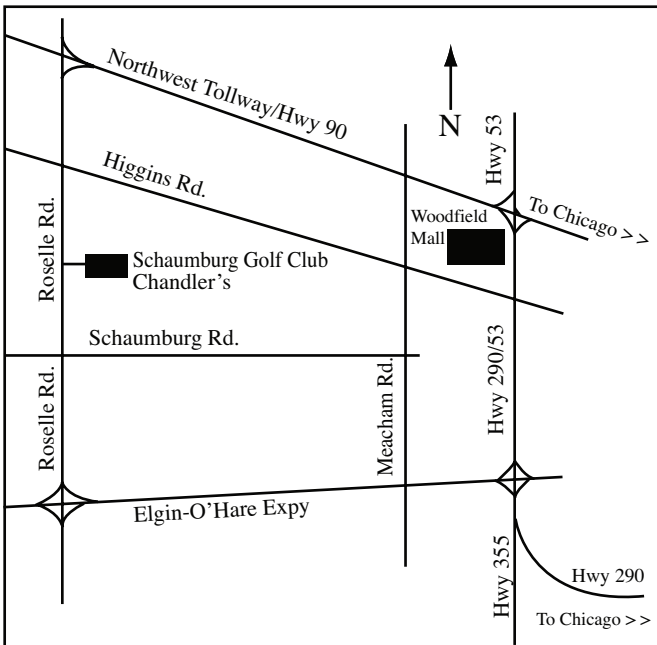 Northwest Tollway/Hwy 90
N
Hwy 53
Higgins Rd.
Woodfield
Mall
To Chicago >>
Roselle Rd.
Schaumburg Golf Club
Chandler's
Schaumburg Rd.
Hwy 290/53
Roselle Rd.
Meacham Rd.
Elgin-O'Hare Expy
Hwy 355
Hwy 290
To Chicago >>